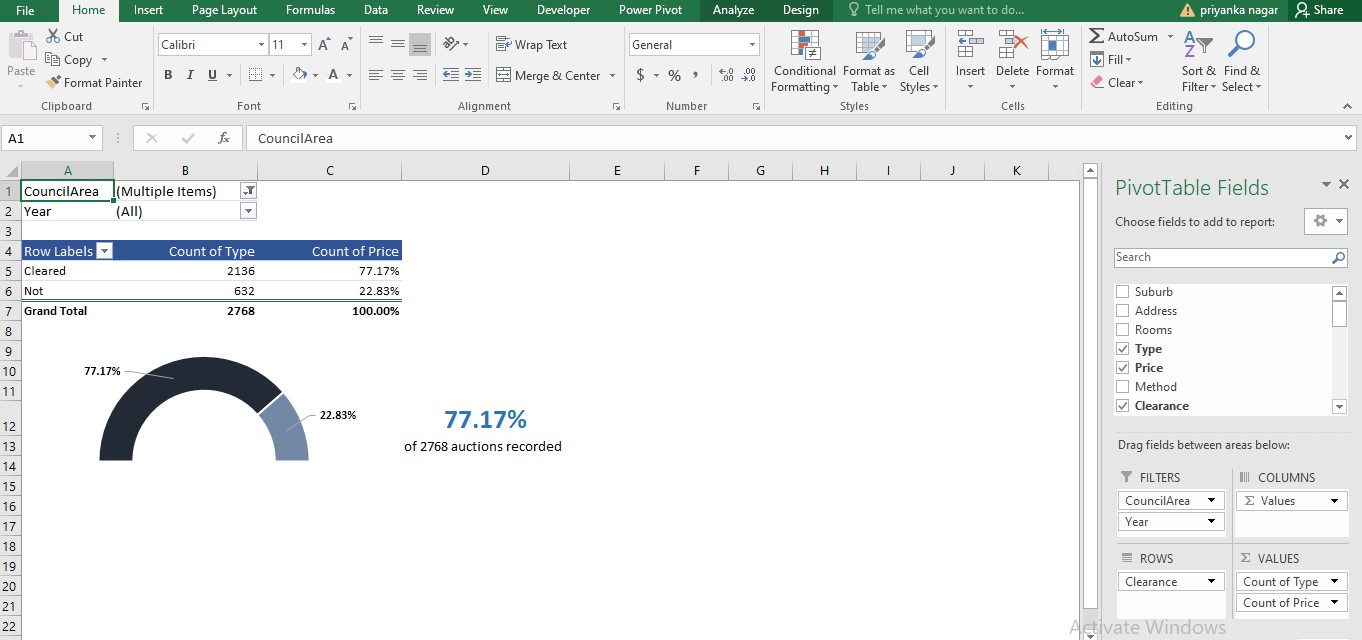 File Home Insert Page Layout Formulas Data Review View Developer Power Pivot Analyze Design Tell me what you want to do... priyanka nagar Share
Paste Cut Copy Format Painter
Clipboard
Calibri 11 A A
B I U A
Font
Wrap Text
Merge & Center
Alignment
General
$ % , .0 .00 .00 .0
Number
Conditional Formatting Format as Table Cell Styles
Styles
Insert Delete Format
Cells
AutoSum
Fill
Clear
Sort & Filter Find & Select
Editing
A1 fx CouncilArea
A B C D E F G H I J K
1 CouncilArea (Multiple Items)
2 Year (All)
3
4 Row Labels Count of Type Count of Price
5 Cleared 2136 77.17%
6 Not 632 22.83%
7 Grand Total 2768 100.00%
8
9
10 77.17%
11
22.83%
12 77.17%
13 of 2768 auctions recorded
14
15
16
17
18
19
20
21
22
PivotTable Fields
Choose fields to add to report:
Search
Suburb
Address
Rooms
Type
Price
Method
Clearance
Drag fields between areas below:
FILTERS
CouncilArea
Year
COLUMNS
Σ Values
ROWS
Clearance
Σ VALUES
Count of Type
Count of Price
Activate Windows